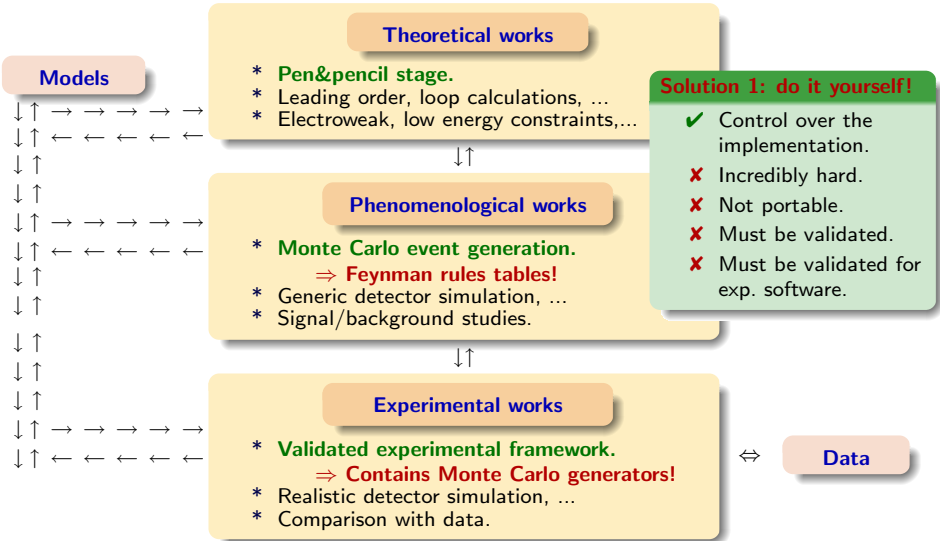 Models
↓↑ → → → → → →
↓↑ ← ← ← ← ← ←
↓↑
↓↑
↓↑ → → → → → →
↓↑ ← ← ← ← ← ←
↓↑
↓↑
↓↑
↓↑
↓↑ → → → → → →
↓↑ ← ← ← ← ← ←
Theoretical works
* Pen&pencil stage.
* Leading order, loop calculations, ...
* Electroweak, low energy constraints,...
↓↑
Phenomenological works
* Monte Carlo event generation.
⇒ Feynman rules tables!
* Generic detector simulation, ...
* Signal/background studies.
↓↑
Experimental works
* Validated experimental framework.
⇒ Contains Monte Carlo generators!
* Realistic detector simulation, ...
* Comparison with data.
⇔
Data
Solution 1: do it yourself!
✔ Control over the
implementation.
✘ Incredibly hard.
✘ Not portable.
✘ Must be validated.
✘ Must be validated for
exp. software.